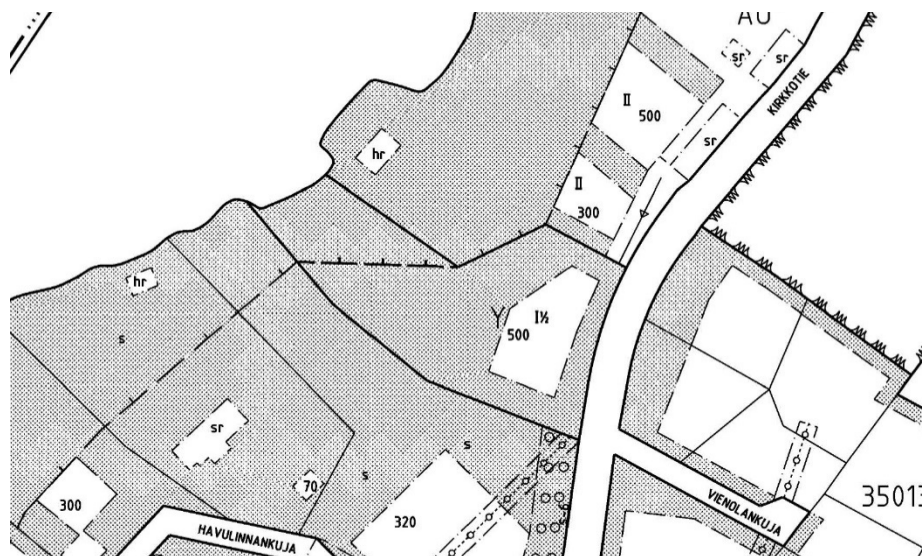 AO
sr
sr
KIRKKOTIE
II
500
sr
hr
II
300
hr
Y
I½
500
s
s
s
sr
70
300
320
HAVULINNANKUJA
VIENOLANKUJA
35013